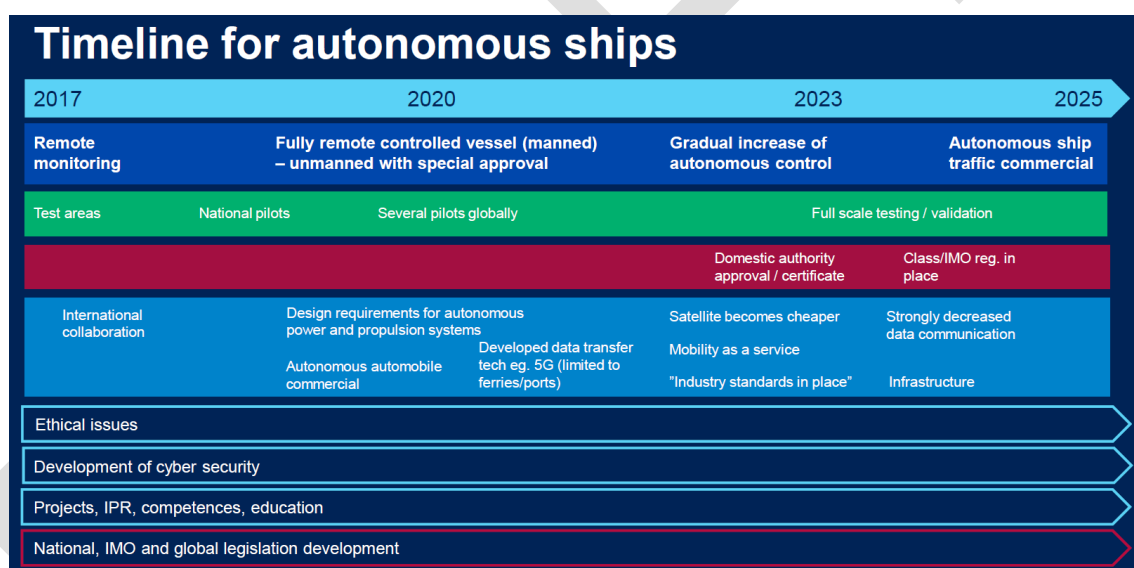 Timeline for autonomous ships
2017 2020 2023 2025
Remote
monitoring
Fully remote controlled vessel (manned)
– unmanned with special approval
Gradual increase of
autonomous control
Autonomous ship
traffic commercial
Test areas National pilots Several pilots globally Full scale testing / validation
Domestic authority
approval / certificate
Class/IMO reg. in
place
International
collaboration
Design requirements for autonomous
power and propulsion systems
Autonomous automobile
commercial
Developed data transfer
tech eg. 5G (limited to
ferries/ports)
Satellite becomes cheaper
Mobility as a service
"Industry standards in place"
Strongly decreased
data communication
Infrastructure
Ethical issues
Development of cyber security
Projects, IPR, competences, education
National, IMO and global legislation development